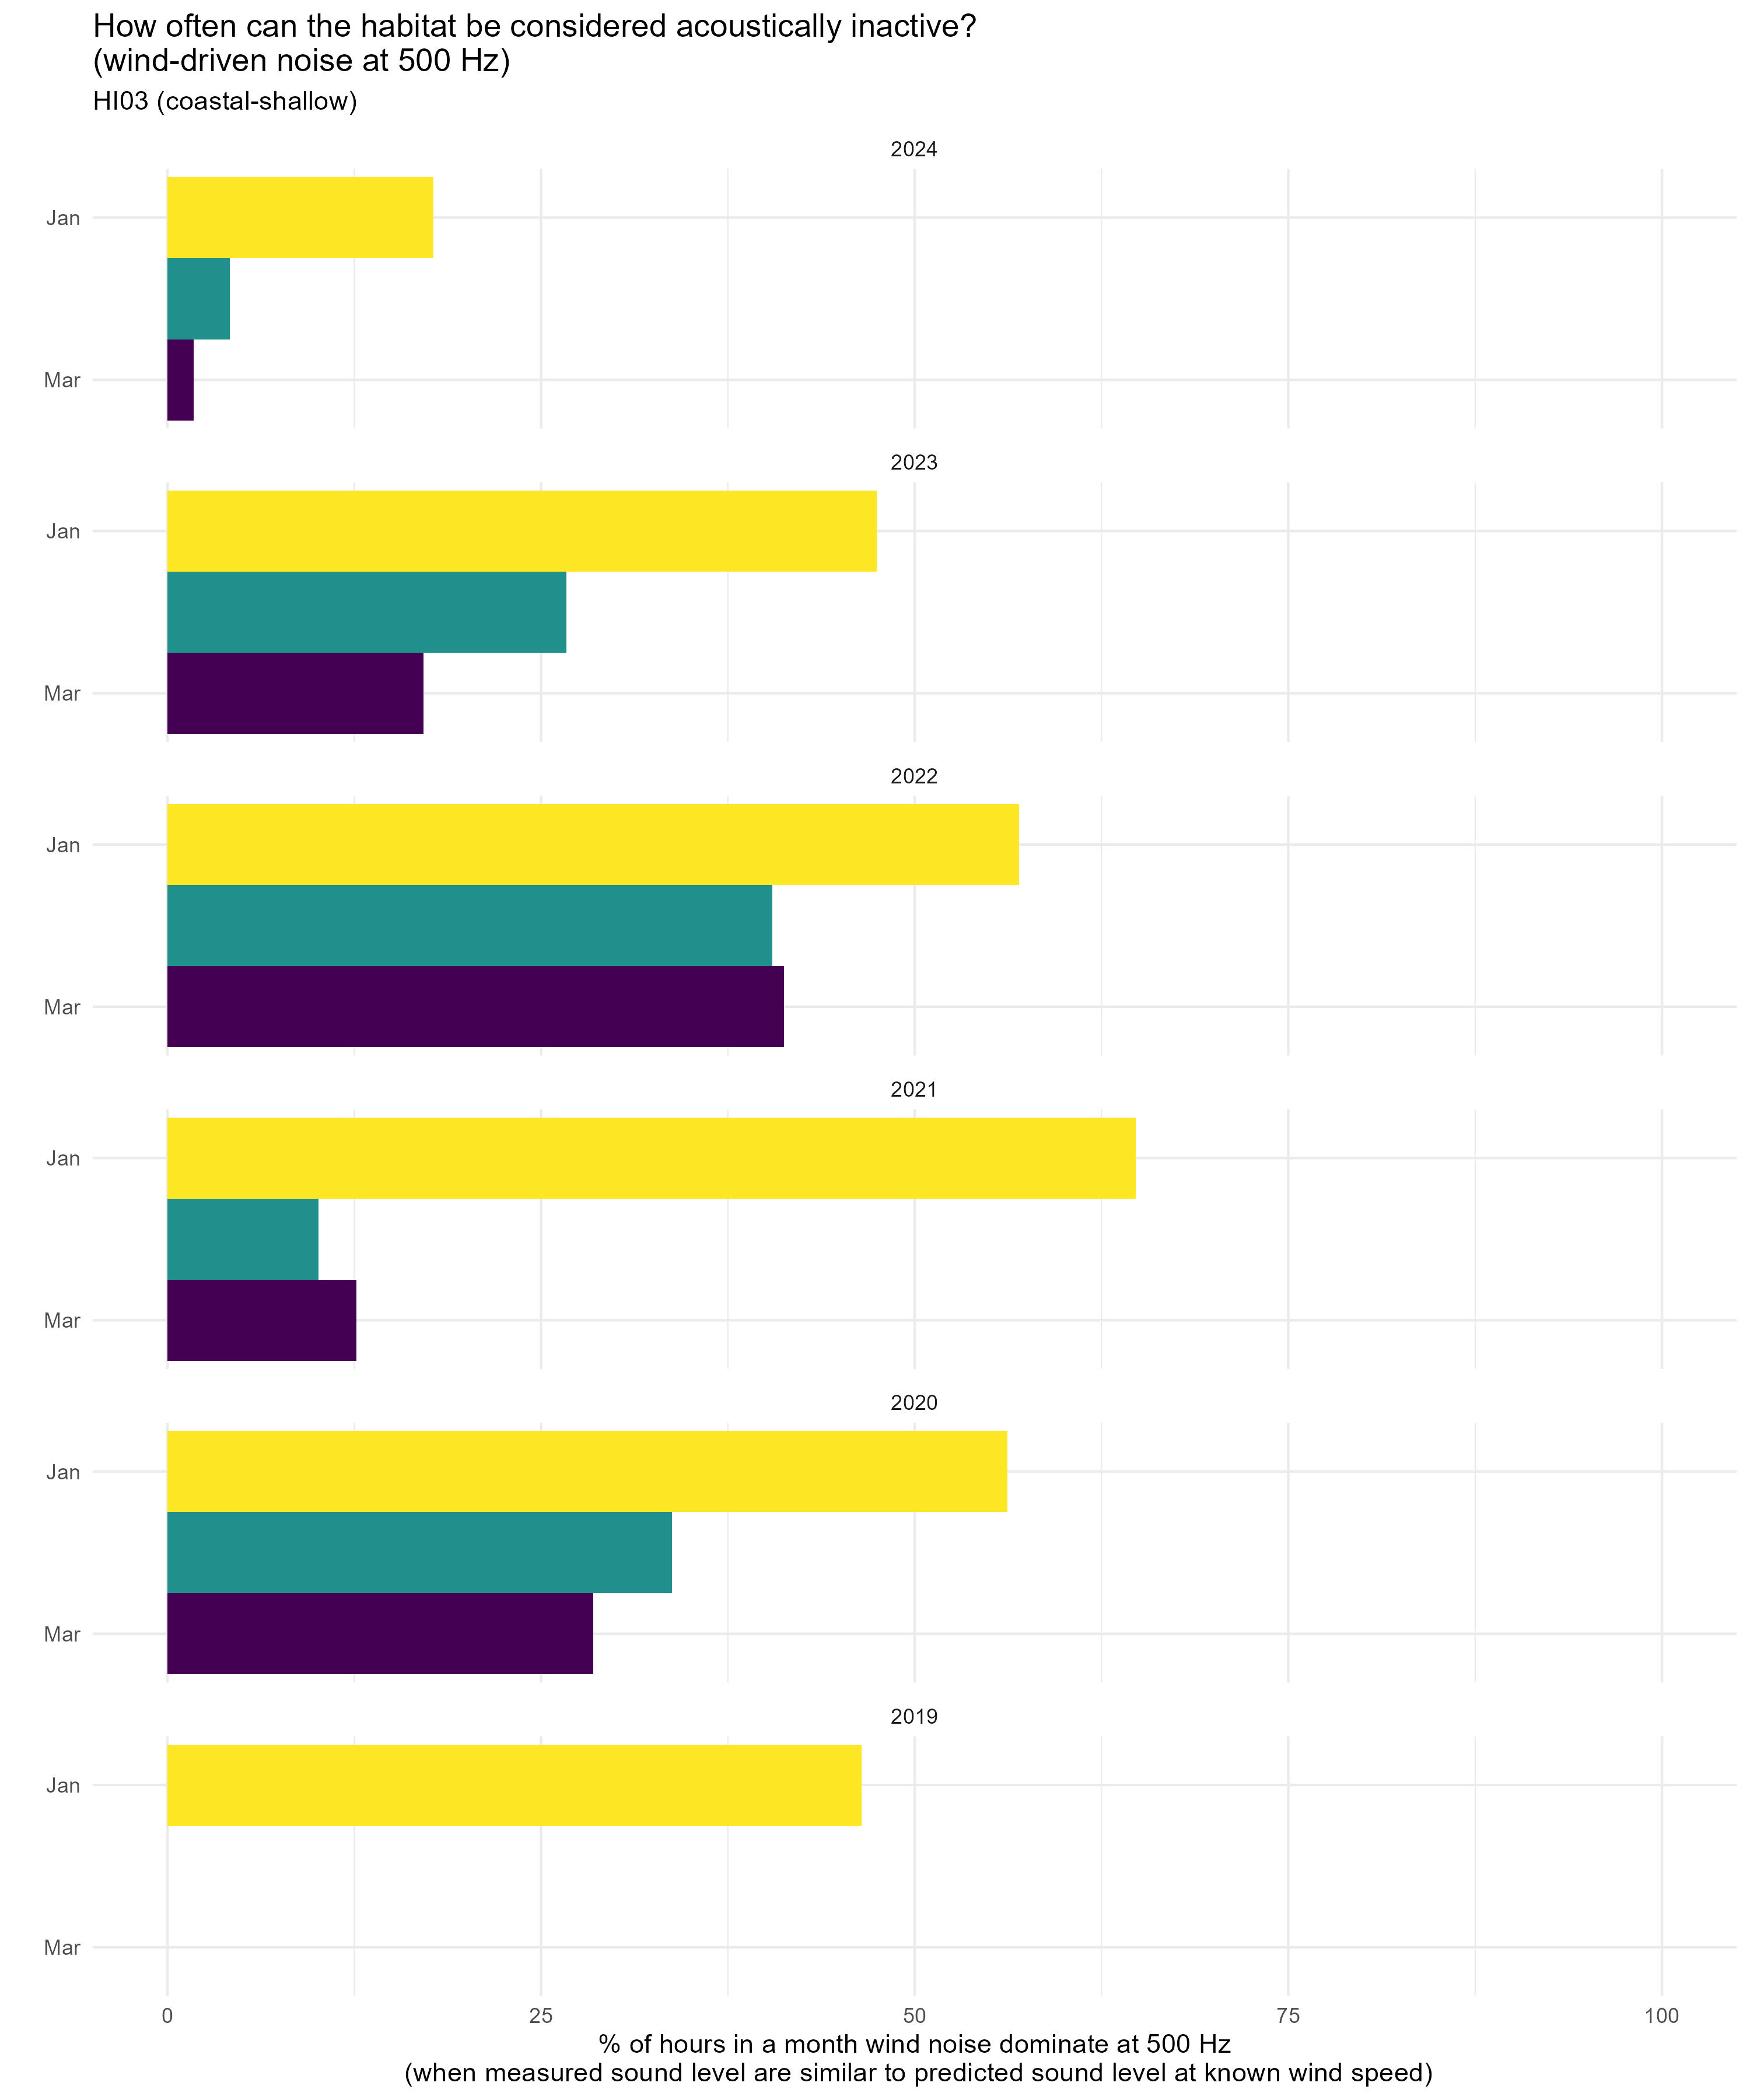 How often can the habitat be considered acoustically inactive?
(wind-driven noise at 500 Hz)
HI03 (coastal-shallow)
2024
Jan
Mar
2023
Jan
Mar
2022
Jan
Mar
2021
Jan
Mar
2020
Jan
Mar
2019
Jan
Mar
0 25 50 75 100
% of hours in a month wind noise dominate at 500 Hz
(when measured sound level are similar to predicted sound level at known wind speed)